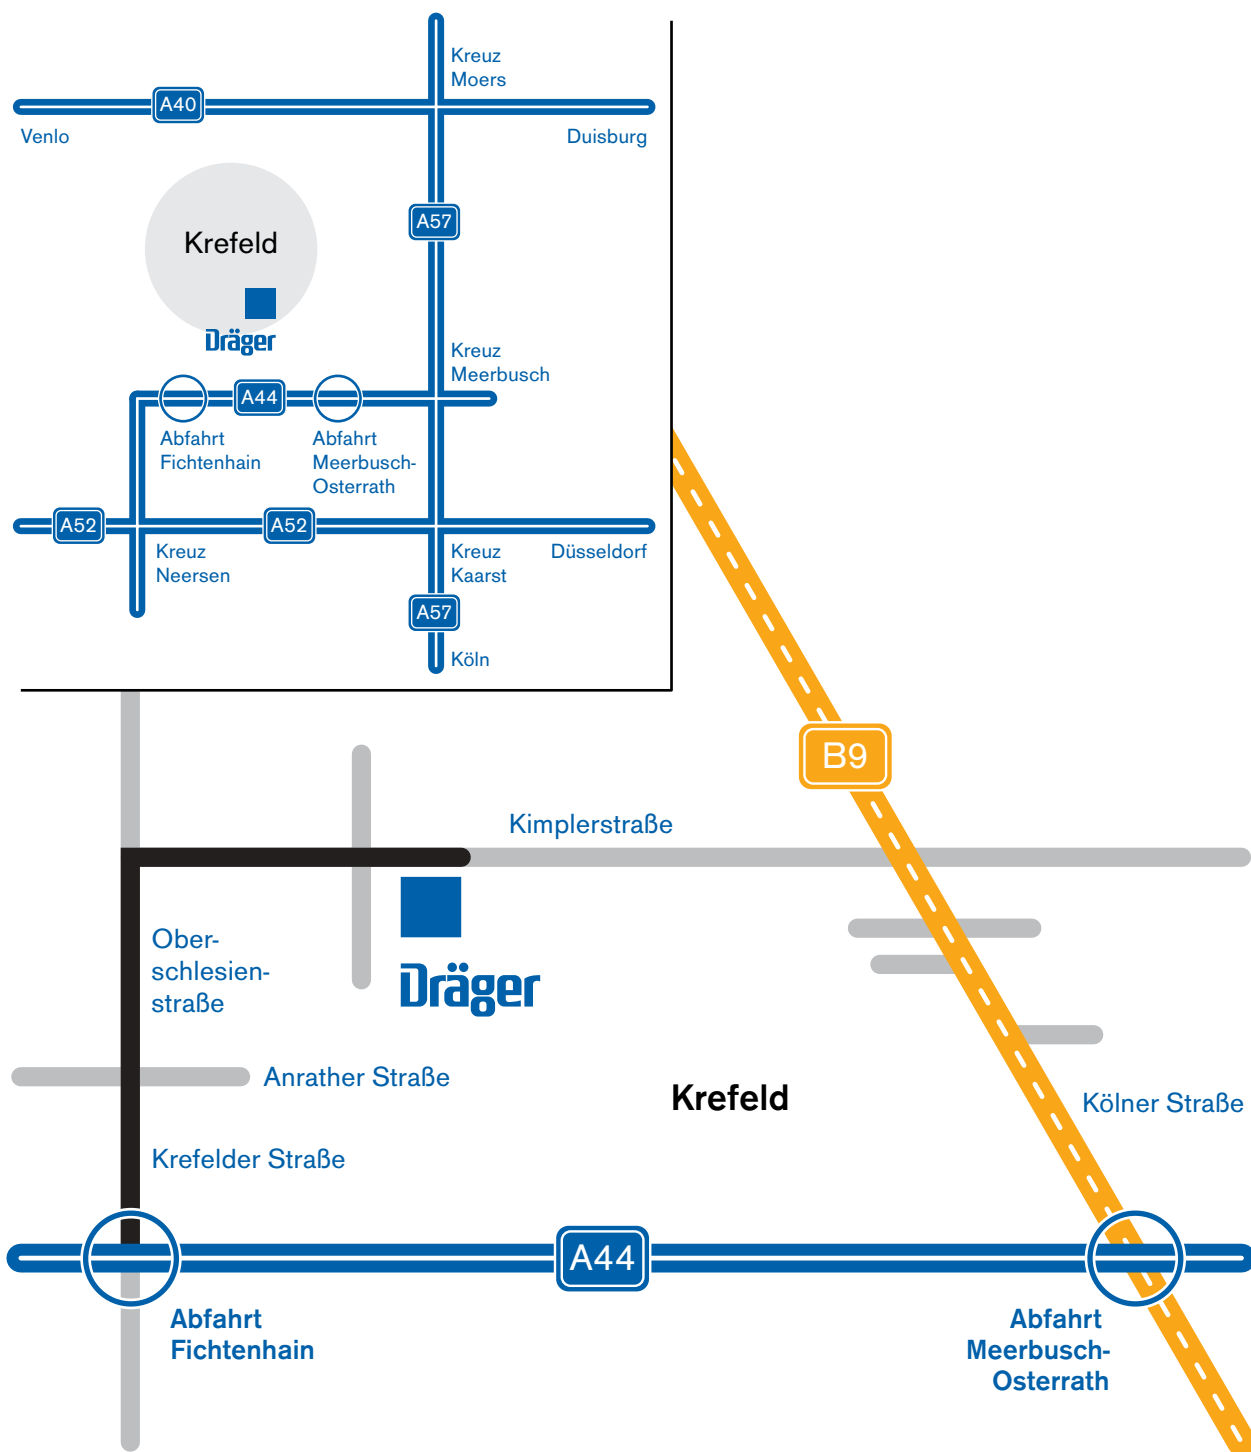 Kreuz
Moers
A40
Venlo
Duisburg
A57
Krefeld
Dräger
Kreuz
Meerbusch
A44
Abfahrt
Fichtenhain
Abfahrt
Meerbusch-
Osterrath
A52
A52
Kreuz
Neersen
Kreuz
Kaarst
Düsseldorf
A57
Köln
B9
Kimplerstraße
Ober-
schlesien-
straße
Dräger
Anrather Straße
Krefeld
Kölner Straße
Krefelder Straße
A44
Abfahrt
Fichtenhain
Abfahrt
Meerbusch-
Osterrath